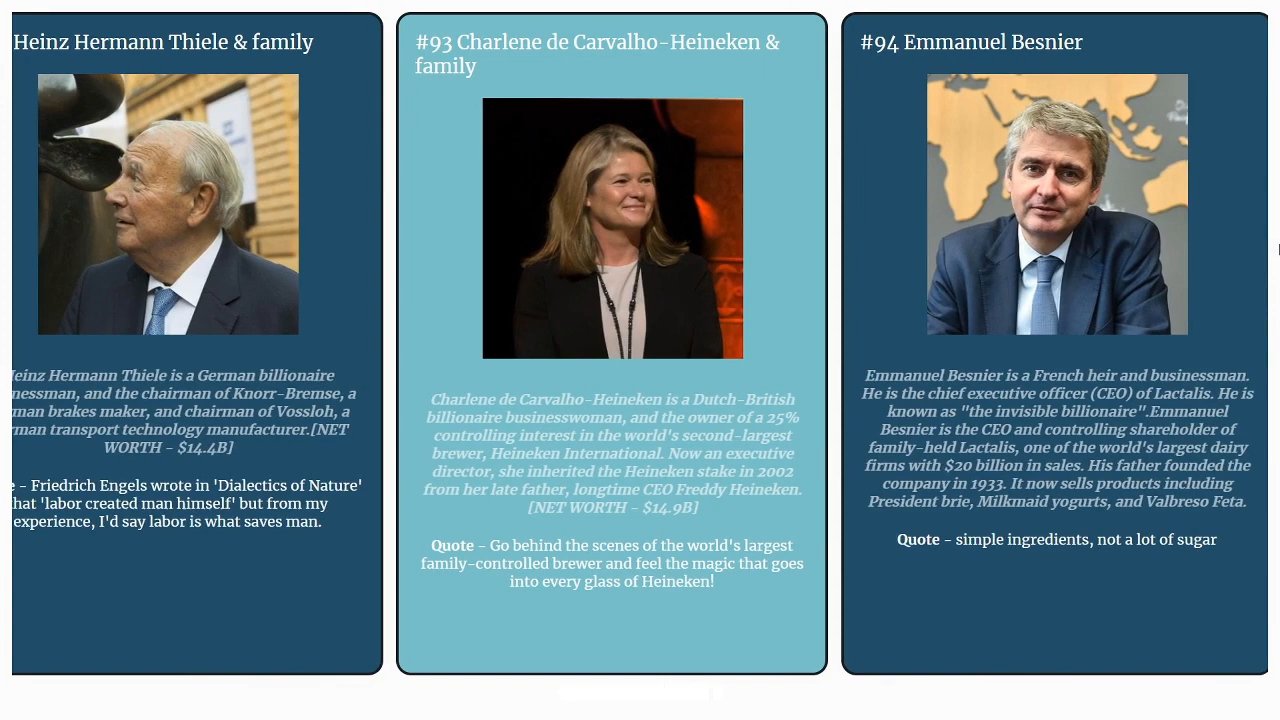 Heinz Hermann Thiele & family
Heinz Hermann Thiele is a German billionaire
nessman, and the chairman of Knorr-Bremse, a
man brakes maker, and chairman of Vossloh, a
man transport technology manufacturer.[NET
WORTH - $14.4B]
e - Friedrich Engels wrote in 'Dialectics of Nature'
hat 'labor created man himself' but from my
experience, I'd say labor is what saves man.
#93 Charlene de Carvalho-Heineken &
family
Charlene de Carvalho-Heineken is a Dutch-British
billionaire businesswoman, and the owner of a 25%
controlling interest in the world's second-largest
brewer, Heineken International. Now an executive
director, she inherited the Heineken stake in 2002
from her late father, longtime CEO Freddy Heineken.
[NET WORTH - $14.9B]
Quote - Go behind the scenes of the world's largest
family-controlled brewer and feel the magic that goes
into every glass of Heineken!
#94 Emmanuel Besnier
Emmanuel Besnier is a French heir and businessman.
He is the chief executive officer (CEO) of Lactalis. He is
known as "the invisible billionaire".Emmanuel
Besnier is the CEO and controlling shareholder of
family-held Lactalis, one of the world's largest dairy
firms with $20 billion in sales. His father founded the
company in 1933. It now sells products including
President brie, Milkmaid yogurts, and Valbreso Feta.
Quote - simple ingredients, not a lot of sugar